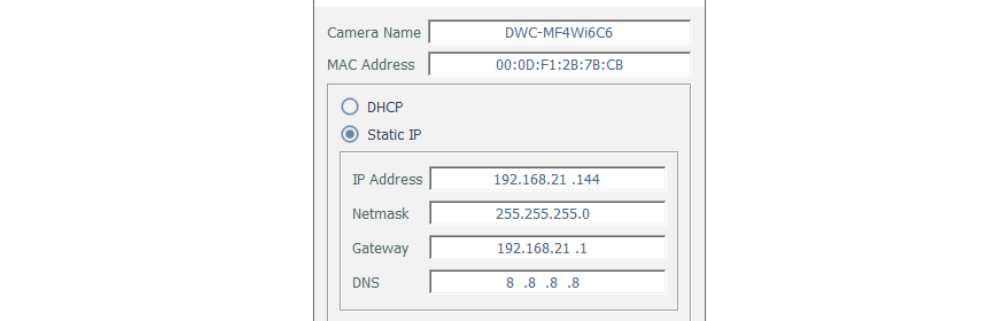 Camera Name DWC-MF4Wi6C6
MAC Address 00:0D:F1:2B:7B:CB
DHCP
Static IP
IP Address 192.168.21 .144
Netmask 255.255.255.0
Gateway 192.168.21 .1
DNS 8 .8 .8 .8